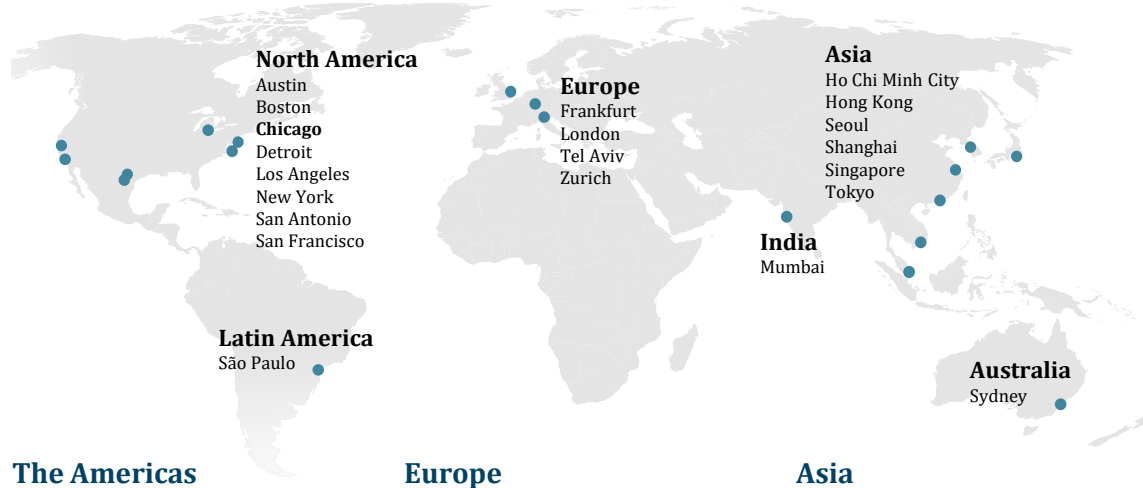 North America
Austin
Boston
Chicago
Detroit
Los Angeles
New York
San Antonio
San Francisco
Latin America
São Paulo
Europe
Frankfurt
London
Tel Aviv
Zurich
Asia
Ho Chi Minh City
Hong Kong
Seoul
Shanghai
Singapore
Tokyo
India
Mumbai
Australia
Sydney
The Americas
Europe
Asia